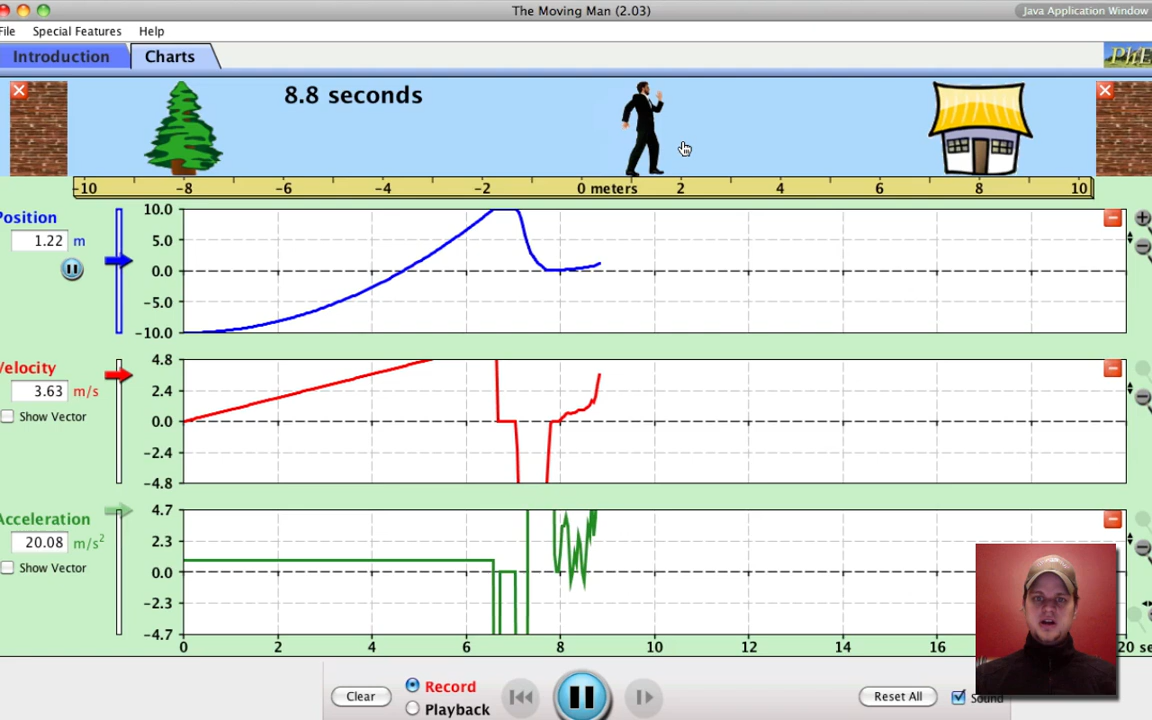 The Moving Man (2.03)
Java Application Window
File Special Features Help
Introduction Charts
PhE
8.8 seconds
-10 -8 -6 -4 -2 0 meters 2 4 6 8 10
Position
1.22 m
10.0
5.0
0.0
-5.0
-10.0
Velocity
3.63 m/s
Show Vector
4.8
2.4
0.0
-2.4
-4.8
Acceleration
20.08 m/s²
Show Vector
4.7
2.3
0.0
-2.3
-4.7
0 2 4 6 8 10 12 14 16 20 se
Clear
Record
Playback
Reset All
Sound